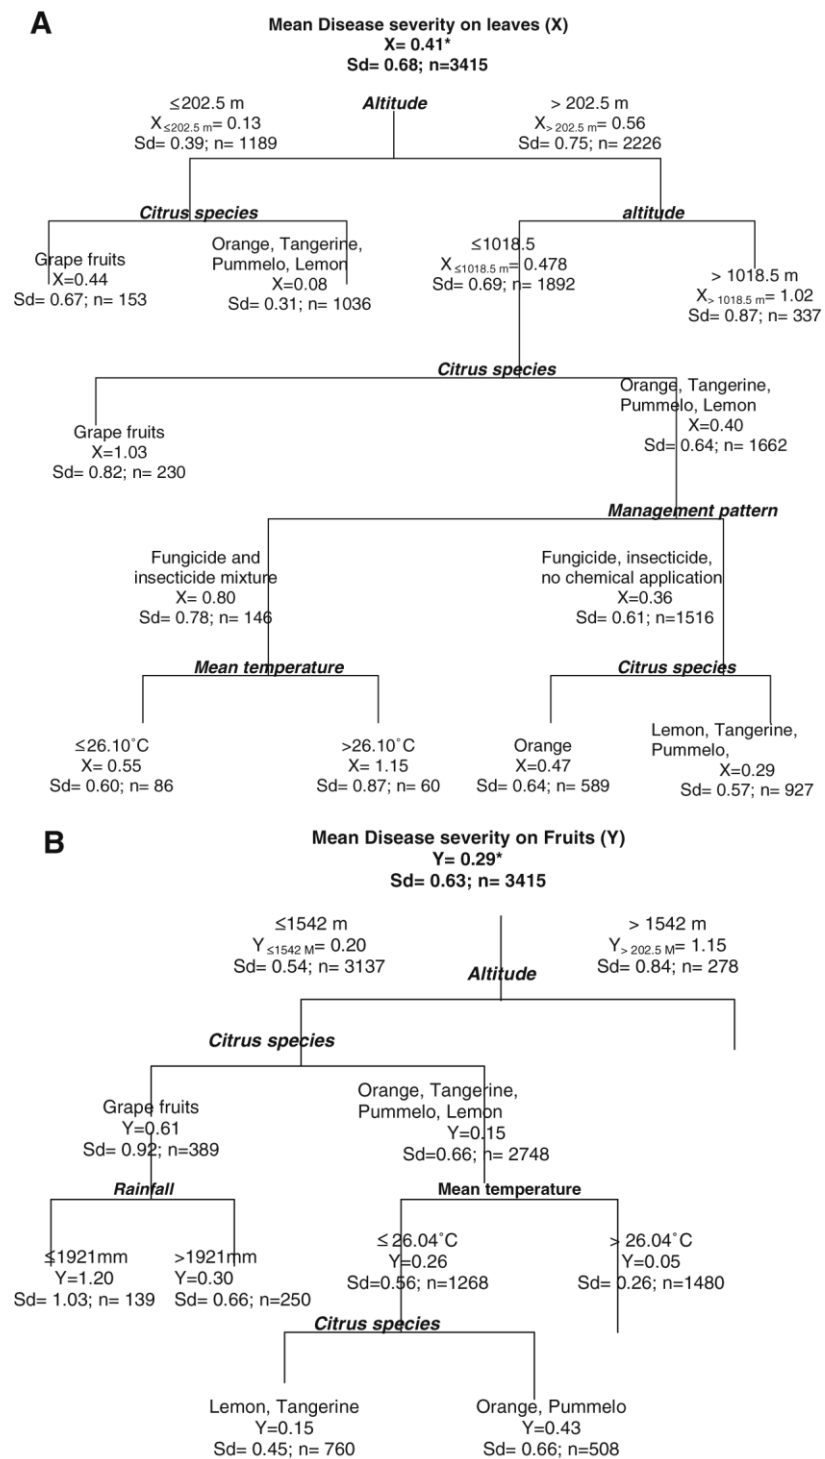 A
Mean Disease severity on leaves (X)
X= 0.41*
Sd= 0.68; n=3415
≤202.5 m
X ≤202.5 m= 0.13
Sd= 0.39; n= 1189
Altitude
> 202.5 m
X> 202.5 m= 0.56
Sd= 0.75; n= 2226
Citrus species
altitude
Grape fruits
X=0.44
Sd= 0.67; n= 153
Orange, Tangerine,
Pummelo, Lemon
X=0.08
Sd= 0.31; n= 1036
≤1018.5
X ≤1018.5 m= 0.478
Sd= 0.69; n= 1892
> 1018.5 m
X> 1018.5 m= 1.02
Sd= 0.87; n= 337
Citrus species
Grape fruits
X=1.03
Sd= 0.82; n= 230
Orange, Tangerine,
Pummelo, Lemon
X=0.40
Sd= 0.64; n= 1662
Management pattern
Fungicide and
insecticide mixture
X= 0.80
Sd= 0.78; n= 146
Fungicide, insecticide,
no chemical application
X=0.36
Sd= 0.61; n=1516
Mean temperature
Citrus species
≤26.10˚C
X= 0.55
Sd= 0.60; n= 86
>26.10˚C
X= 1.15
Sd= 0.87; n= 60
Orange
X=0.47
Sd= 0.64; n= 589
Lemon, Tangerine,
Pummelo,
X=0.29
Sd= 0.57; n= 927
B
Mean Disease severity on Fruits (Y)
Y= 0.29*
Sd= 0.63; n= 3415
≤1542 m
Y ≤1542 M= 0.20
Sd= 0.54; n= 3137
> 1542 m
Y> 202.5 M= 1.15
Sd= 0.84; n= 278
Altitude
Citrus species
Grape fruits
Y=0.61
Sd= 0.92; n=389
Orange, Tangerine,
Pummelo, Lemon
Y=0.15
Sd=0.66; n= 2748
Rainfall
Mean temperature
≤1921mm
Y=1.20
Sd= 1.03; n= 139
>1921mm
Y=0.30
Sd= 0.66; n=250
≤ 26.04˚C
Y=0.26
Sd=0.56; n=1268
> 26.04˚C
Y=0.05
Sd= 0.26; n=1480
Citrus species
Lemon, Tangerine
Y=0.15
Sd= 0.45; n= 760
Orange, Pummelo
Y=0.43
Sd= 0.66; n=508